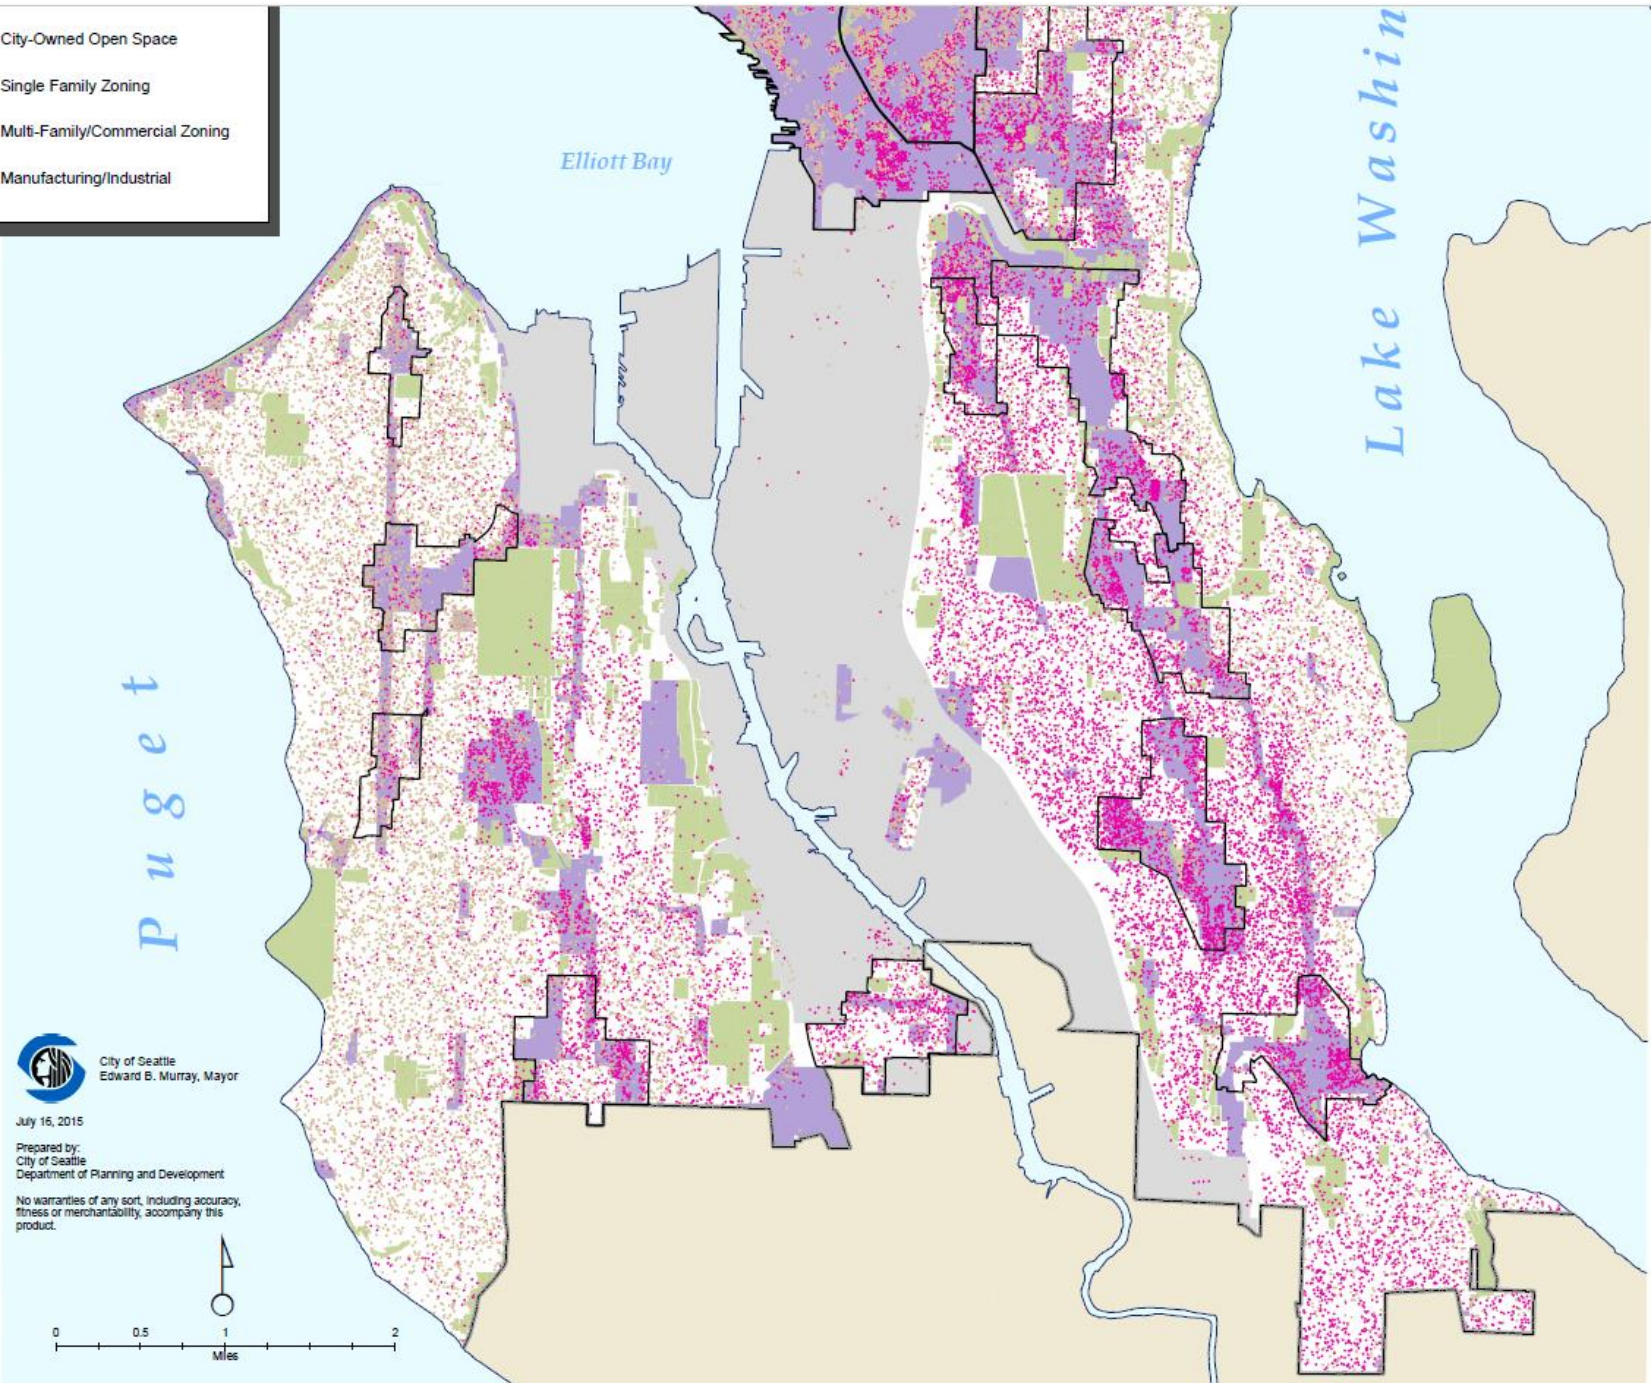 City-Owned Open Space
Single Family Zoning
Multi-Family/Commercial Zoning
Manufacturing/Industrial
Elliott Bay
Lake Washin
Puget
City of Seattle
Edward B. Murray, Mayor
July 16, 2015
Prepared by:
City of Seattle
Department of Planning and Development
No warranties of any sort, including accuracy,
fitness or merchantability, accompany this
product.
0 0.5 1 2
Miles